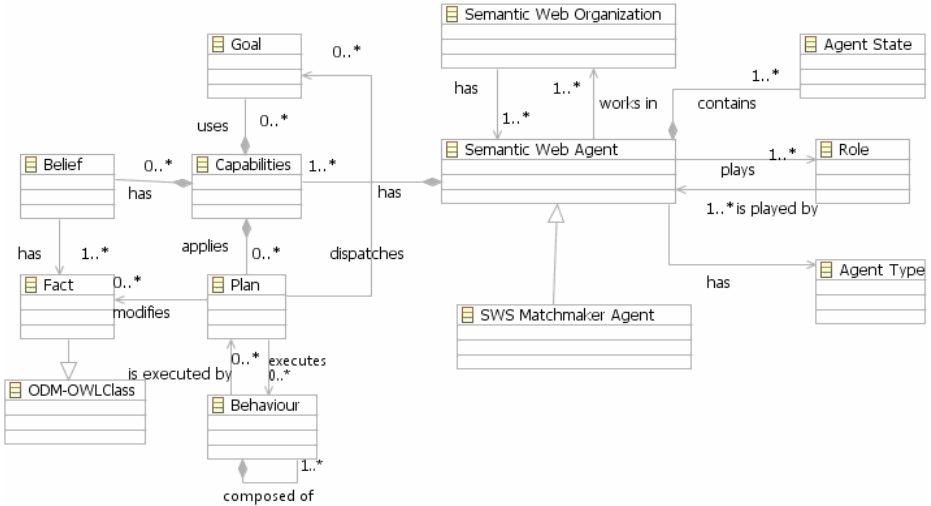 Semantic Web Organization
Goal
Agent State
0..*
1..*
has
1..*
works in
contains
1..*
uses
0..*
Belief
0..*
Capabilities
1..*
Semantic Web Agent
1..*
Role
plays
has
has
1..* is played by
has
1..*
applies
0..*
dispatches
Fact
0..*
Plan
has
Agent Type
modifies
SWS Matchmaker Agent
0..*
executes
is executed by
0..*
ODM-OWLClass
Behaviour
1..*
composed of